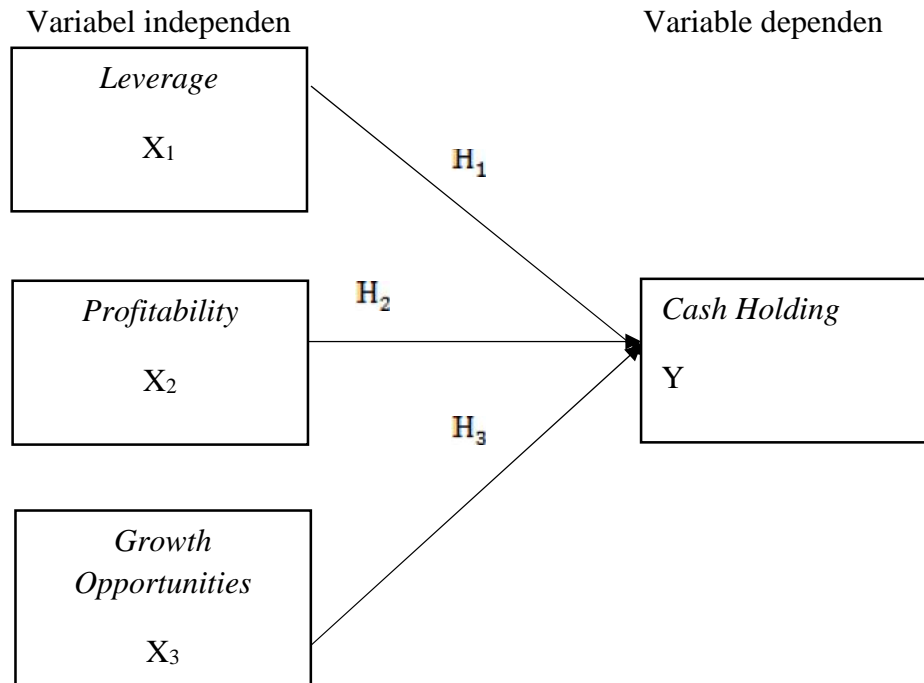 Variabel independen
Variable dependen
Leverage
X₁
H₁
Profitability
X₂
H₂
Cash Holding
Y
H₃
Growth
Opportunities
X₃